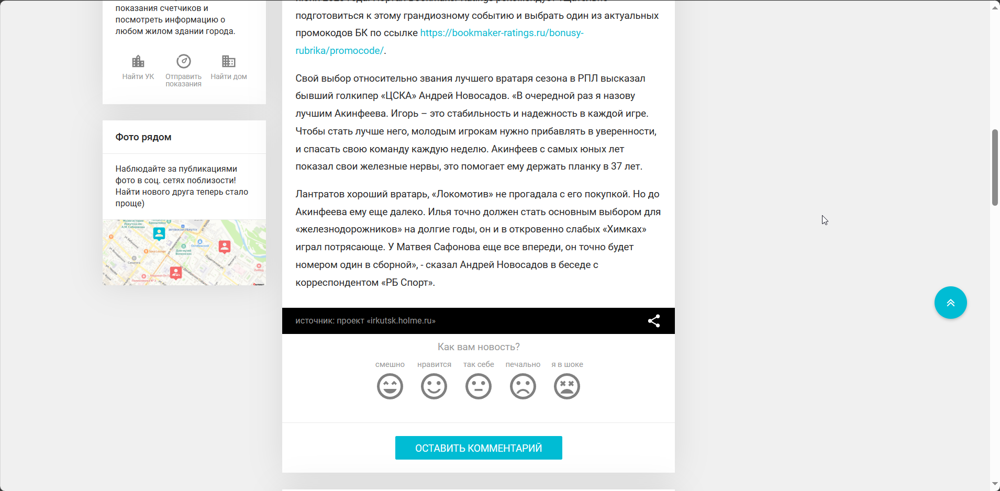 показания счетчиков и
посмотреть информацию о
любом жилом здании города.
Найти УК
Отправить
показания
Найти дом
Фото рядом
Наблюдайте за публикациями
фото в соц. сетях поблизости!
Найти нового друга теперь стало
проще)
подготовиться к этому грандиозному событию и выбрать один из актуальных
промокодов БК по ссылке https://bookmaker-ratings.ru/bonusy-
rubrika/promocode/.
Свой выбор относительно звания лучшего вратаря сезона в РПЛ высказал
бывший голкипер «ЦСКА» Андрей Новосадов. «В очередной раз я назову
лучшим Акинфеева. Игорь – это стабильность и надежность в каждой игре.
Чтобы стать лучше него, молодым игрокам нужно прибавлять в уверенности,
и спасать свою команду каждую неделю. Акинфеев с самых юных лет
показал свои железные нервы, это помогает ему держать планку в 37 лет.
Лантратов хороший вратарь, «Локомотив» не прогадала с его покупкой. Но до
Акинфеева ему еще далеко. Илья точно должен стать основным выбором для
«железнодорожников» на долгие годы, он и в откровенно слабых «Химках»
играл потрясающе. У Матвея Сафонова еще все впереди, он точно будет
номером один в сборной», - сказал Андрей Новосадов в беседе с
корреспондентом «РБ Спорт».
источник: проект «irkutsk.holme.ru»
Как вам новость?
смешно нравится так себе печально я в шоке
ОСТАВИТЬ КОММЕНТАРИЙ